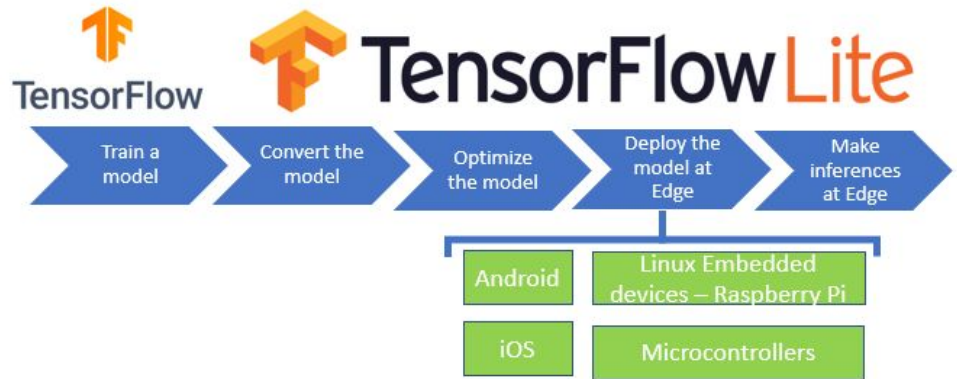 TensorFlow
TensorFlow Lite
Train a
model
Convert the
model
Optimize
the model
Deploy the
model at
Edge
Make
inferences
at Edge
Android
Linux Embedded
devices – Raspberry Pi
iOS
Microcontrollers